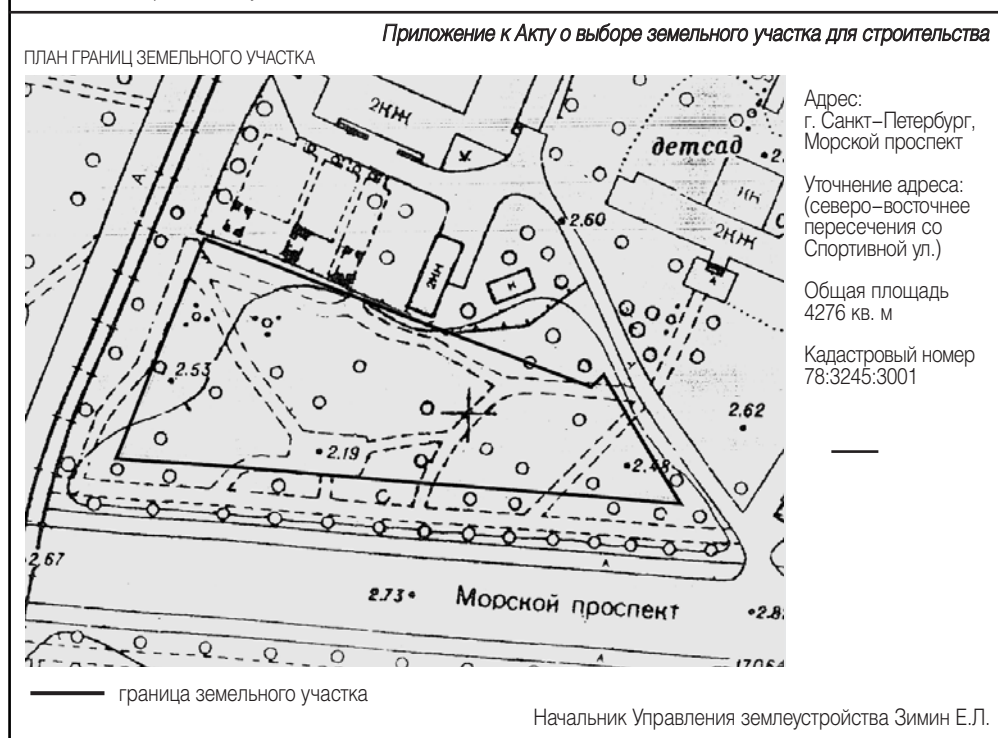 Приложение к Акту о выборе земельного участка для строительства
ПЛАН ГРАНИЦ ЗЕМЕЛЬНОГО УЧАСТКА
Адрес:
г. Санкт–Петербург,
Морской проспект
Уточнение адреса:
(северо–восточнее
пересечения со
Спортивной ул.)
Общая площадь
4276 кв. м
Кадастровый номер
78:3245:3001
2КЖ
детсад
2КЖ
2.60
А
2.53
2.62
2.19
2.48
2.67
2.73
Морской проспект
А
граница земельного участка
Начальник Управления землеустройства Зимин Е.Л.